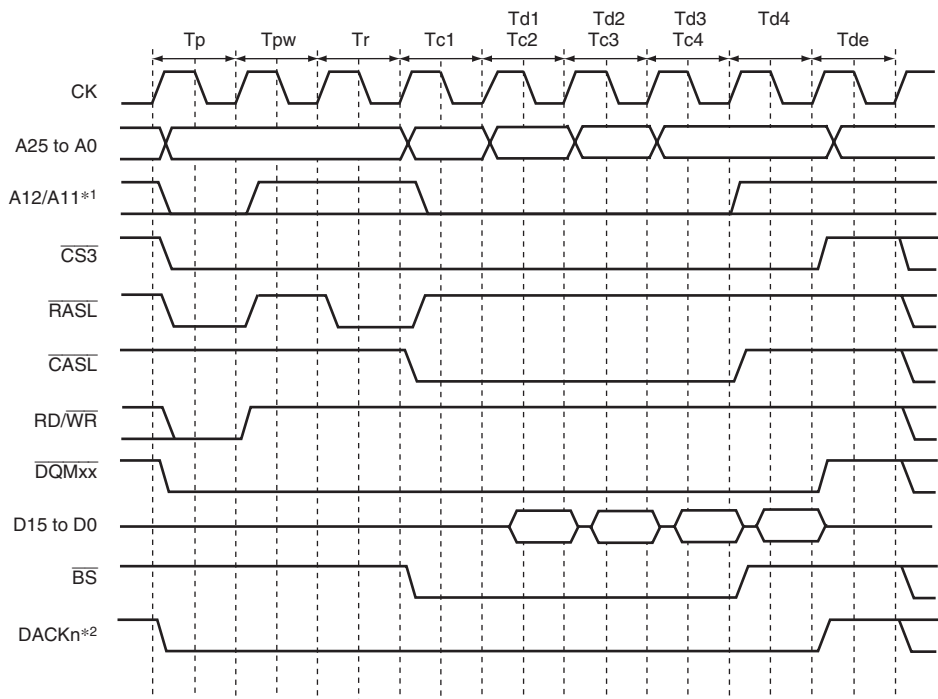 Td1 Td2 Td3 Td4
Tp Tpw Tr Tc1 Tc2 Tc3 Tc4 Tde
CK
A25 to A0
A12/A11*1
CS3
RASL
CASL
RD/WR
DQMxx
D15 to D0
BS
DACKn*2